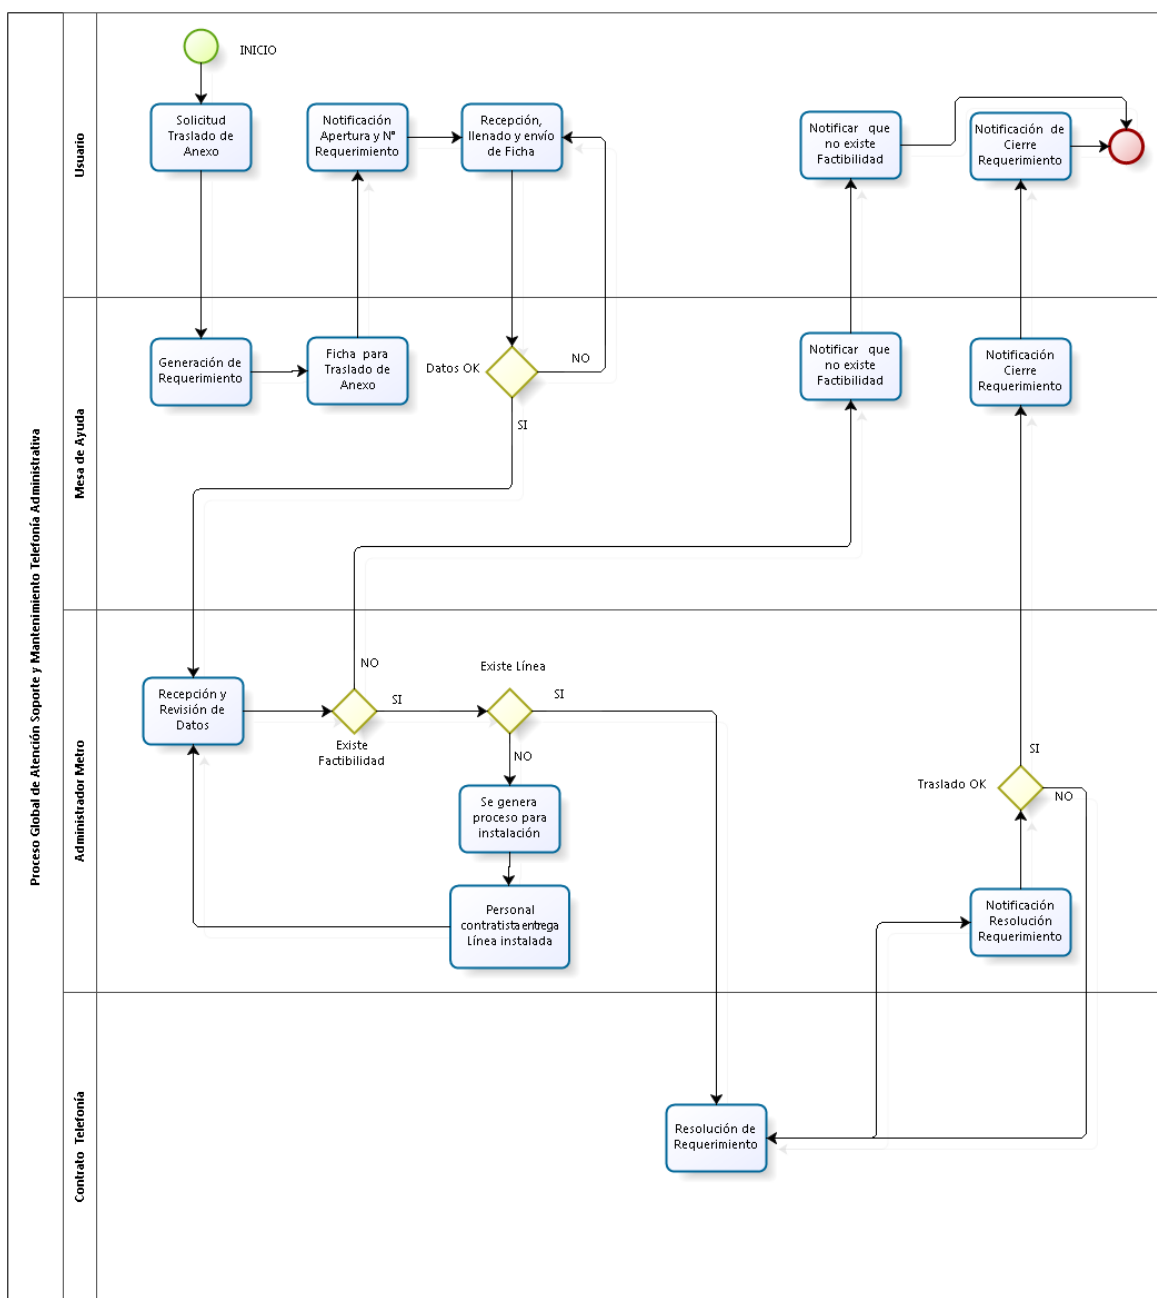 Proceso Global de Atención Soporte y Mantenimiento Telefonía Administrativa
Usuario
INICIO
Solicitud
Traslado de
Anexo
Notificación
Apertura y N°
Requerimiento
Recepción,
llenado y envío
de Ficha
Notificar que
no existe
Factibilidad
Notificación de
Cierre
Requerimiento
Mesa de Ayuda
Generación de
Requerimiento
Ficha para
Traslado de
Anexo
Datos OK
NO
SI
Notificar que
no existe
Factibilidad
Notificación
Cierre
Requerimiento
Administrador Metro
Recepción y
Revisión de
Datos
NO
SI
Existe
Factibilidad
Existe Línea
SI
NO
Se genera
proceso para
instalación
Personal
contratista entrega
Línea instalada
SI
Traslado OK
NO
Notificación
Resolución
Requerimiento
Contrato Telefonía
Resolución de
Requerimiento